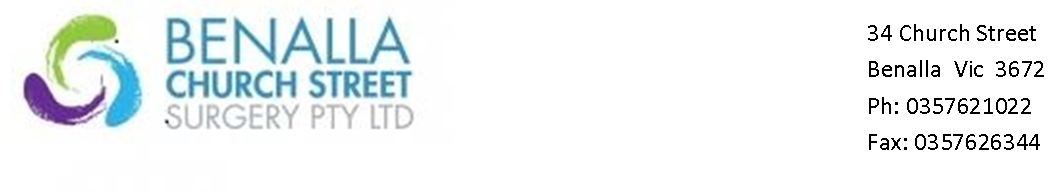 BENALLA
CHURCH STREET
SURGERY PTY LTD
34 Church Street
Benalla Vic 3672
Ph: 0357621022
Fax: 0357626344